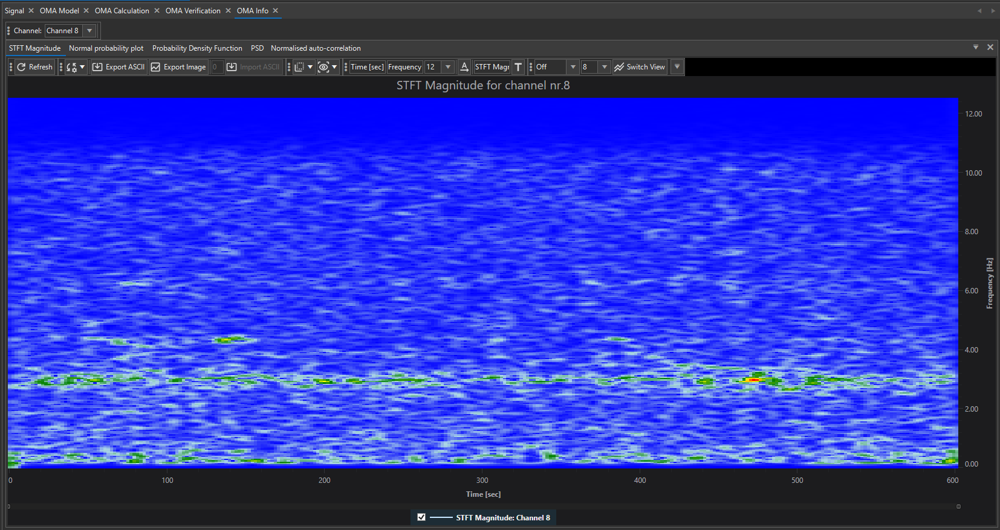 Signal OMA Model OMA Calculation OMA Verification OMA Info
Channel: Channel 8
STFT Magnitude Normal probability plot Probability Density Function PSD Normalised auto-correlation
Refresh Export ASCII Export Image 0 Import ASCII Time [sec] Frequency 12 A STFT Magr T Off 8 Switch View
STFT Magnitude for channel nr.8
12.00
10.00
8.00
6.00
4.00
2.00
0.00
Frequency [Hz]
0 100 200 300 400 500 600
Time [sec]
STFT Magnitude: Channel 8